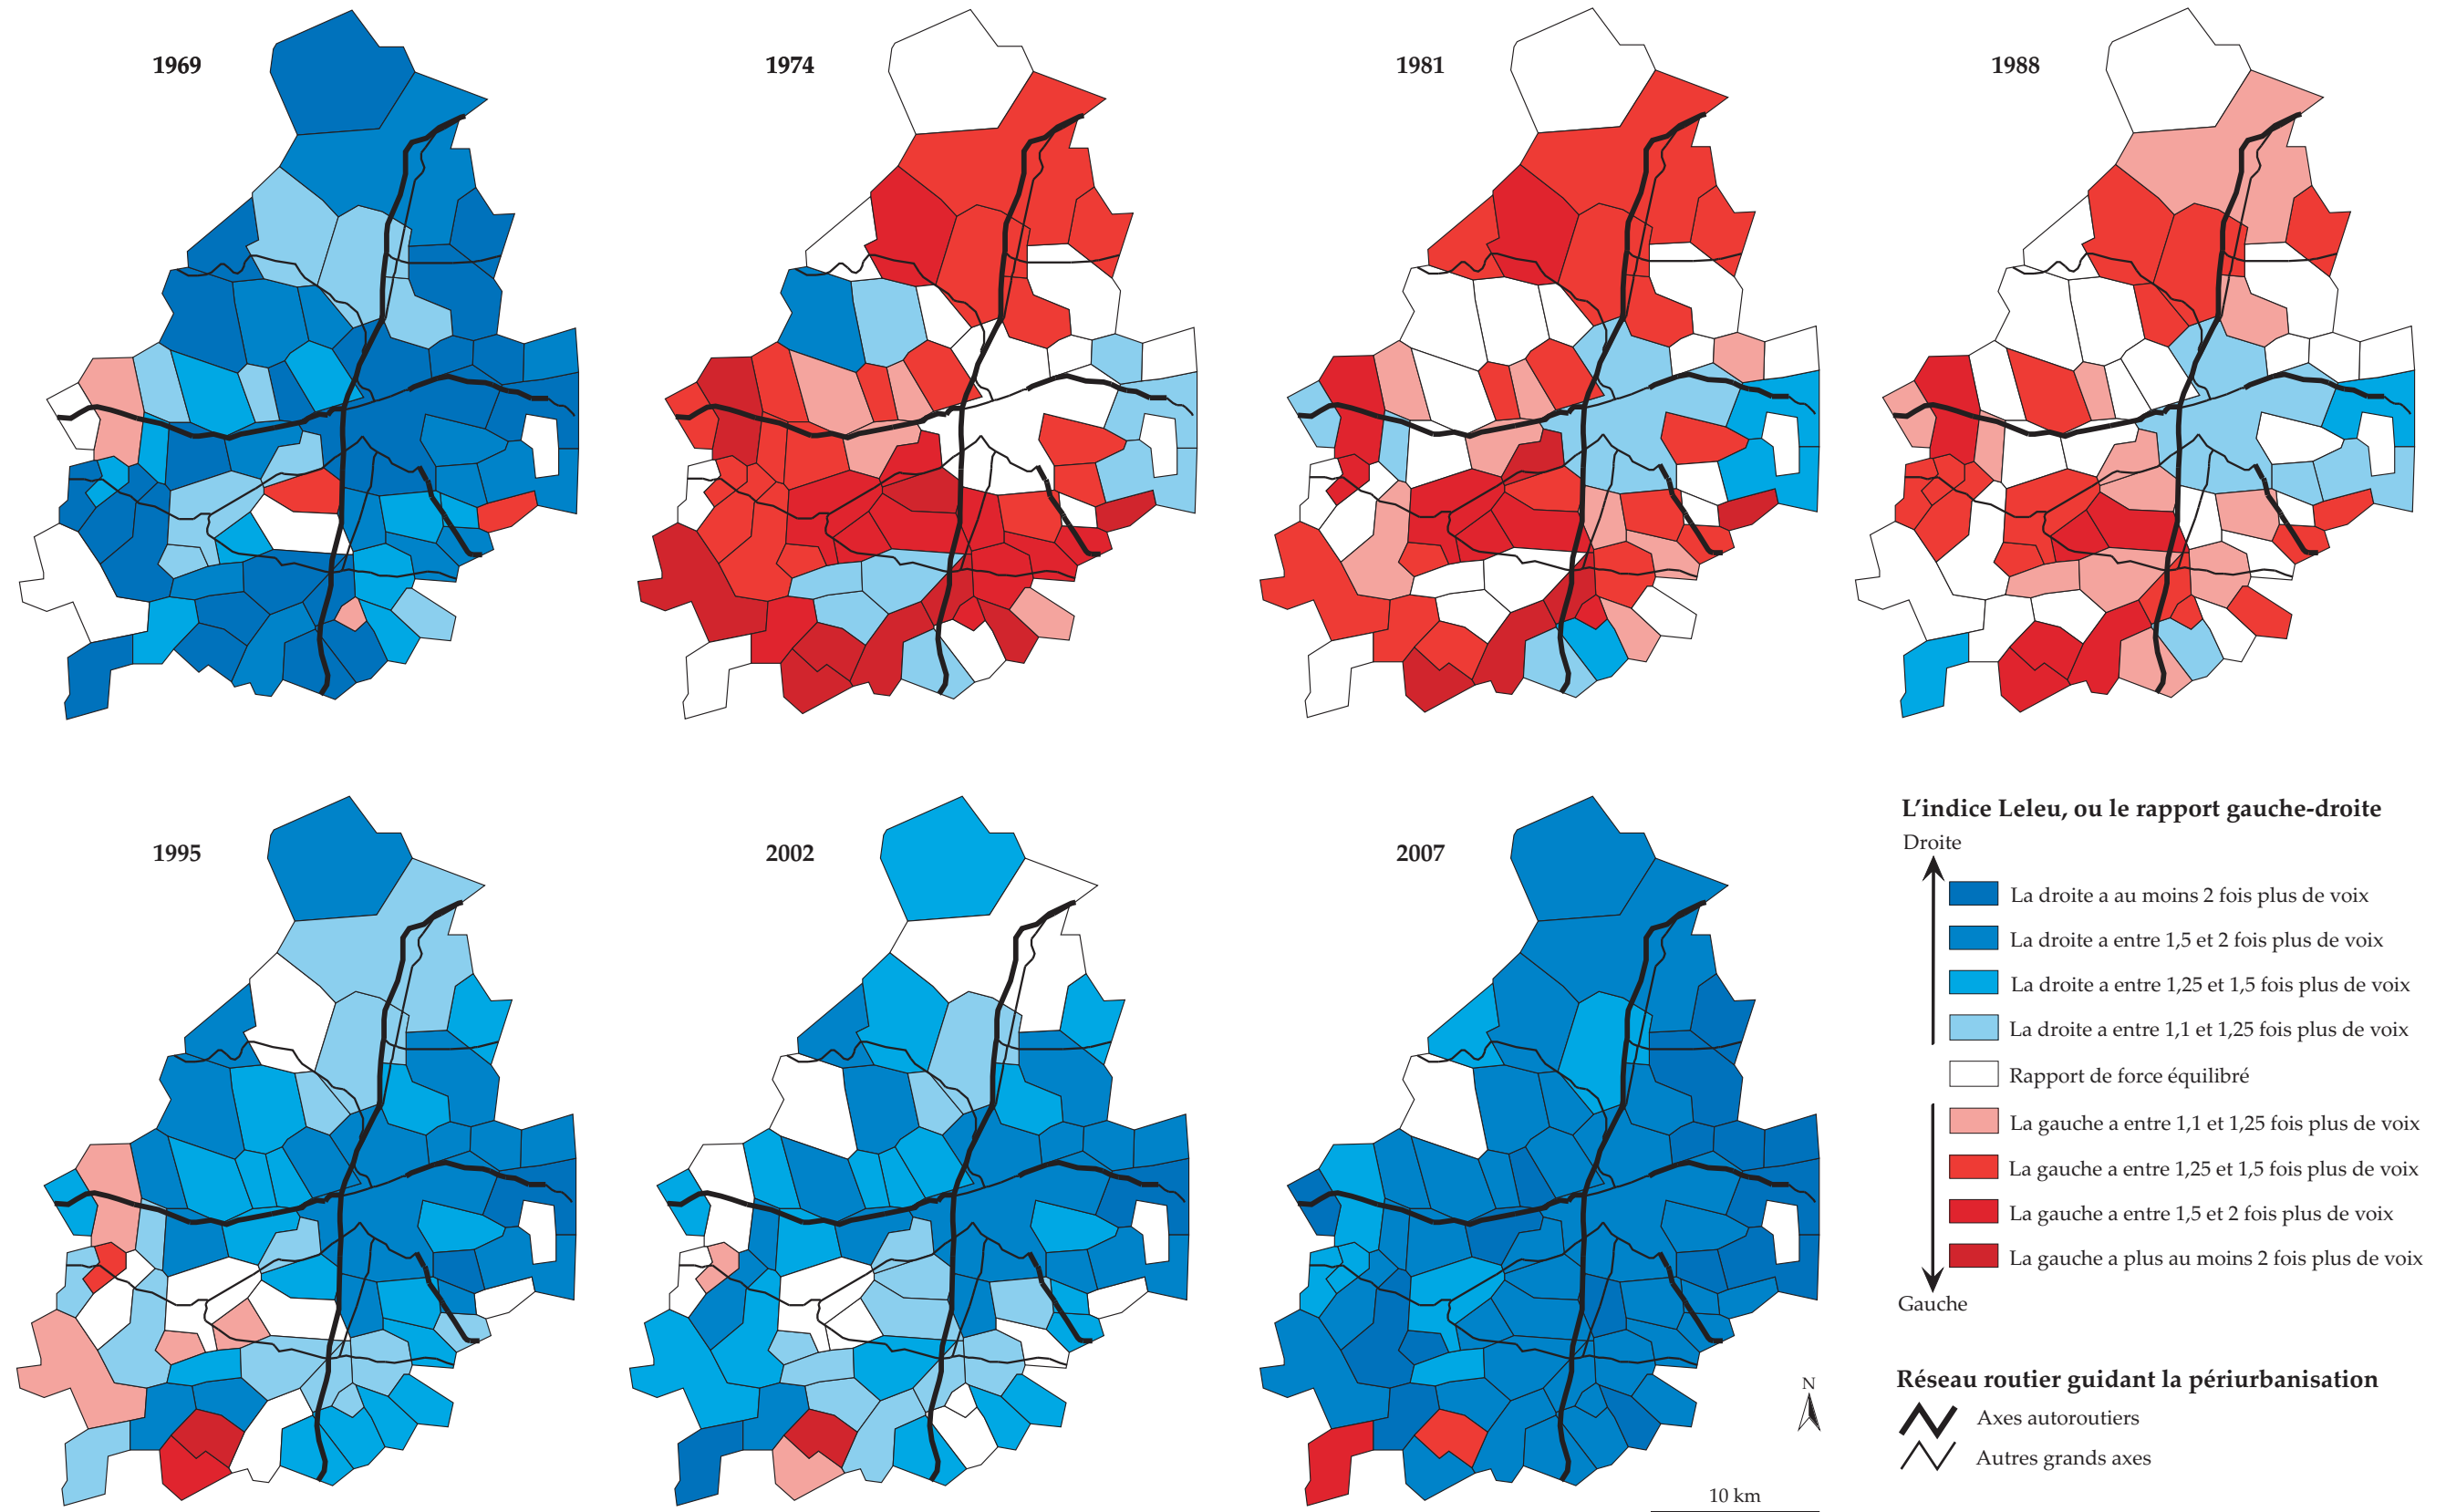 1969
1974
1981
1988
1995
2002
2007
L’indice Leleu, ou le rapport gauche-droite
Droite
La droite a au moins 2 fois plus de voix
La droite a entre 1,5 et 2 fois plus de voix
La droite a entre 1,25 et 1,5 fois plus de voix
La droite a entre 1,1 et 1,25 fois plus de voix
Rapport de force équilibré
La gauche a entre 1,1 et 1,25 fois plus de voix
La gauche a entre 1,25 et 1,5 fois plus de voix
La gauche a entre 1,5 et 2 fois plus de voix
La gauche a plus au moins 2 fois plus de voix
Gauche
Réseau routier guidant la périurbanisation
Axes autoroutiers
Autres grands axes
N
10 km